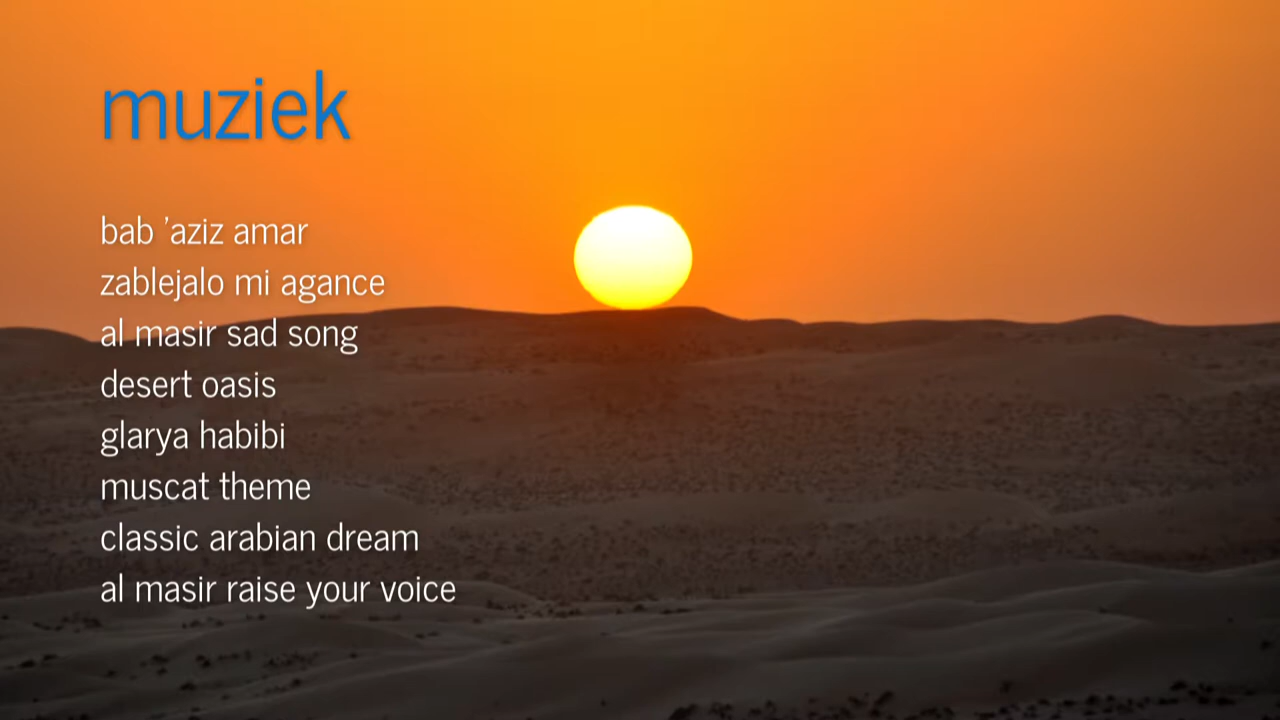 muziek
bab 'aziz amar
zablejalo mi agance
al masir sad song
desert oasis
glarya habibi
muscat theme
classic arabian dream
al masir raise your voice